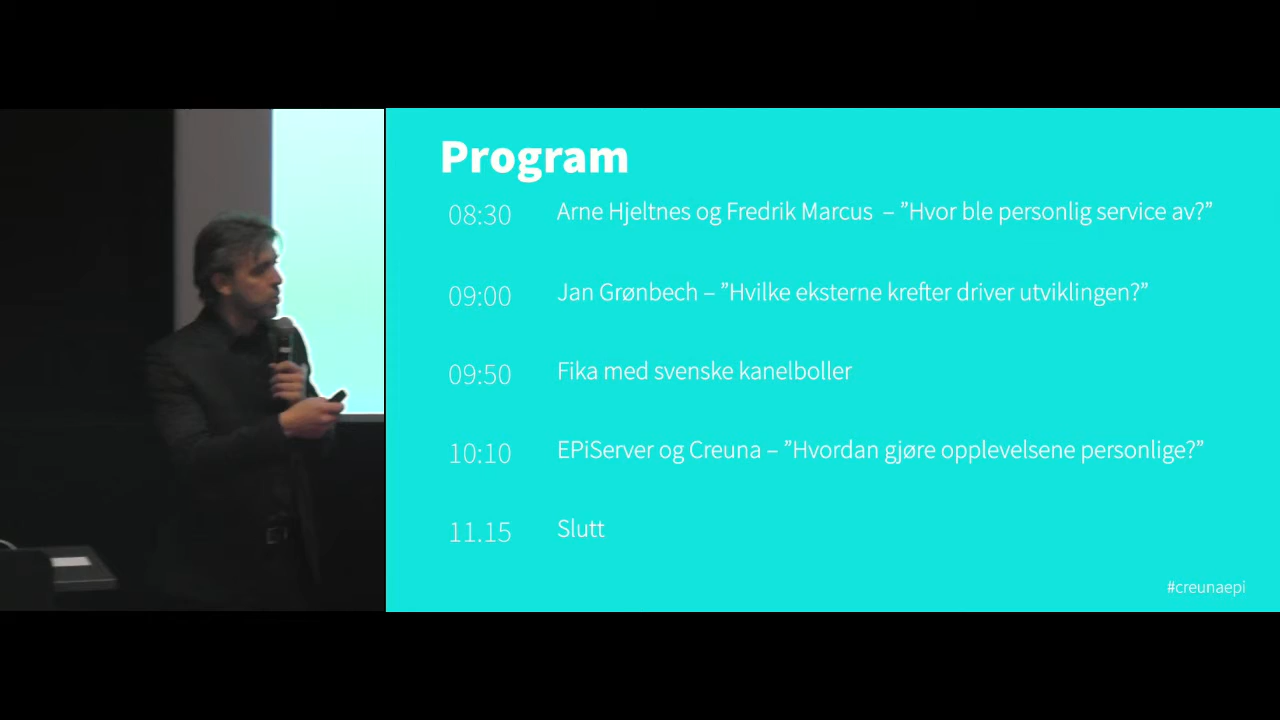 Program
08:30 Arne Hjeltnes og Fredrik Marcus – ”Hvor ble personlig service av?”
09:00 Jan Grønbech – ”Hvilke eksterne krefter driver utviklingen?”
09:50 Fika med svenske kanelboller
10:10 EPiServer og Creuna – ”Hvordan gjøre opplevelsene personlige?”
11.15 Slutt
#creunaepi